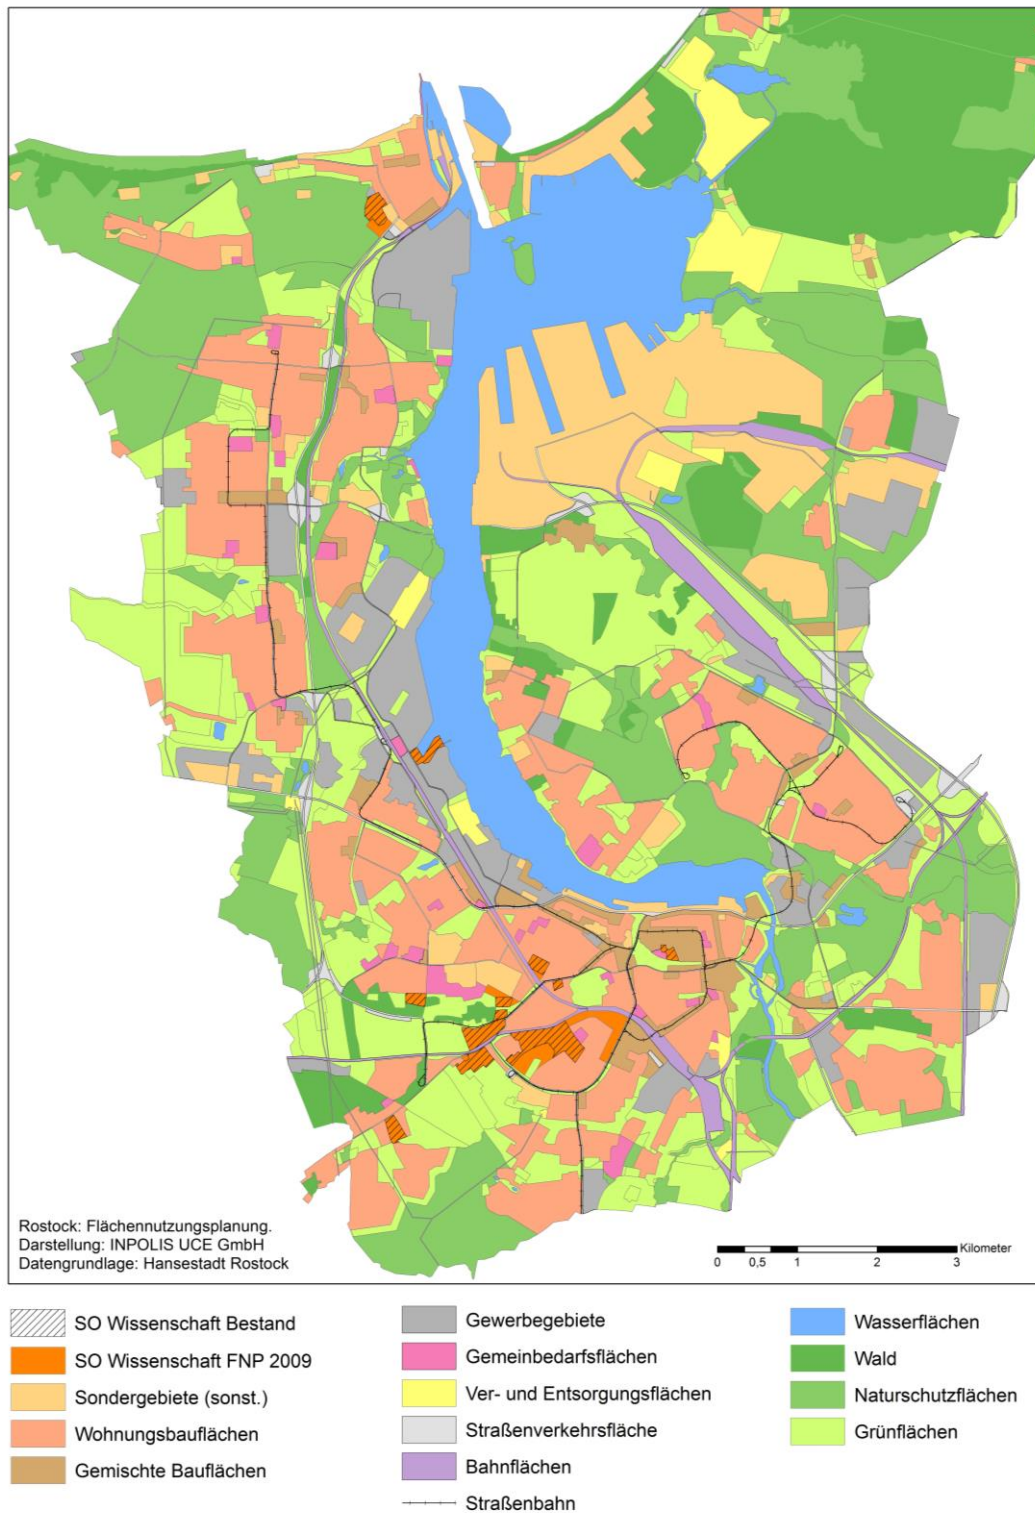 Rostock: Flächennutzungsplanung.
Darstellung: INPOLIS UCE GmbH
Datengrundlage: Hansestadt Rostock
Kilometer
0 0,5 1 2 3
SO Wissenschaft Bestand
SO Wissenschaft FNP 2009
Sondergebiete (sonst.)
Wohnungsbauflächen
Gemischte Bauflächen
Gewerbegebiete
Gemeinbedarfsflächen
Ver- und Entsorgungsflächen
Straßenverkehrsfläche
Bahnflächen
Straßenbahn
Wasserflächen
Wald
Naturschutzflächen
Grünflächen